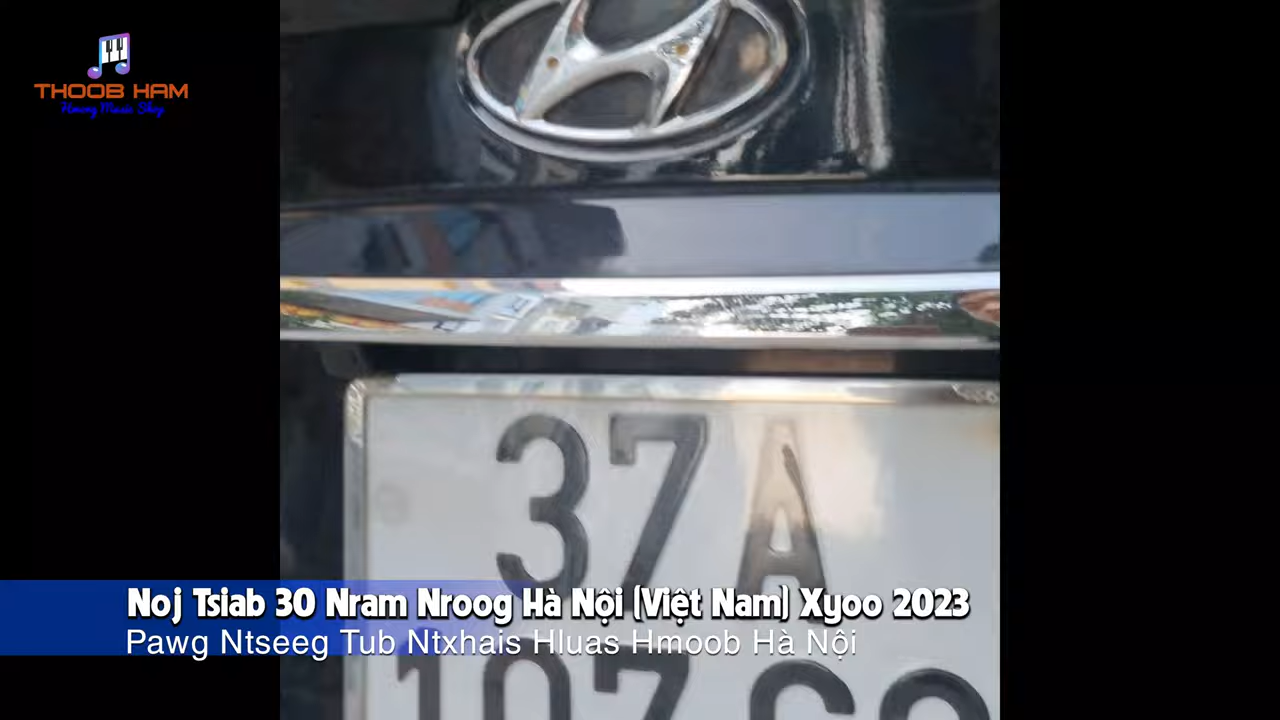 THOOB HAM
Hmong Music Shop
37A
Noj Tsiab 30 Nram Nroog Hà Nội (Việt Nam) Xyoo 2023
Pawg Ntseeg Tub Ntxhais Hluas Hmoob Hà Nội